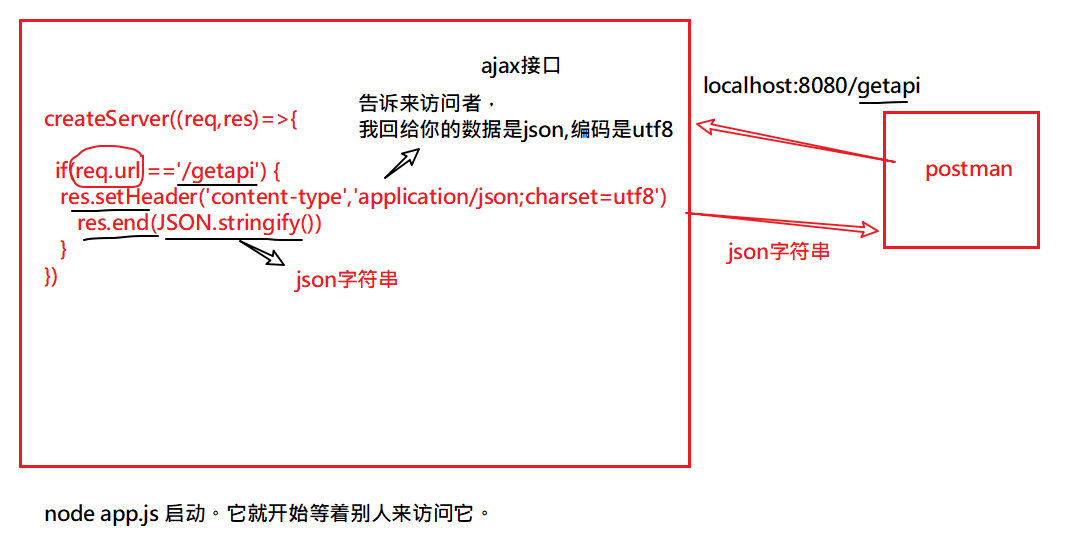 ajax接口
告诉来访问者，
我回给你的数据是json,编码是utf8
createServer((req,res)=>{
if(req.url=='/getapi') {
res.setHeader('content-type','application/json;charset=utf8')
res.end(JSON.stringify())
}
})
json字符串
localhost:8080/getapi
postman
json字符串
node app.js 启动。它就开始等着别人来访问它。